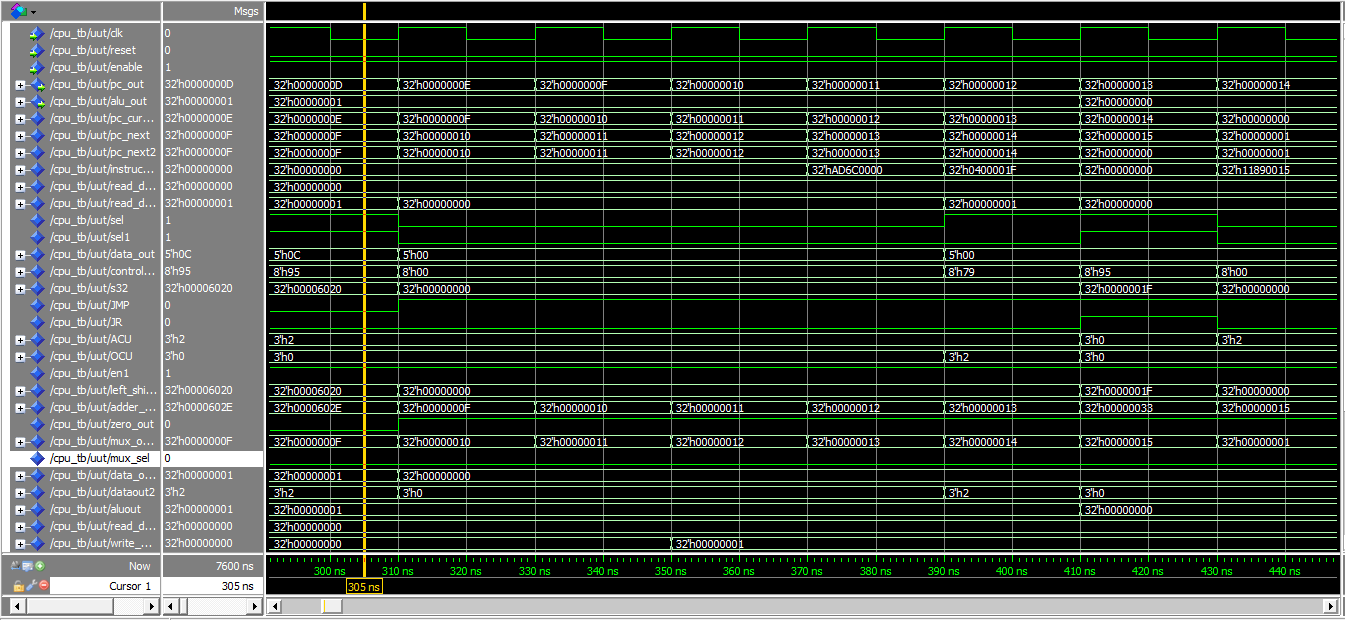 Msgs
/cpu_tb/uut/clk 0
/cpu_tb/uut/reset 0
/cpu_tb/uut/enable 1
/cpu_tb/uut/pc_out 32'h0000000D 32'h0000000D 32'h0000000E 32'h0000000F 32'h00000010 32'h00000011 32'h00000012 32'h00000013 32'h00000014
/cpu_tb/uut/alu_out 32'h00000001 32'h00000001 32'h00000000
/cpu_tb/uut/pc_cur... 32'h0000000E 32'h0000000E 32'h0000000F 32'h00000010 32'h00000011 32'h00000012 32'h00000013 32'h00000014 32'h00000000
/cpu_tb/uut/pc_next 32'h0000000F 32'h0000000F 32'h00000010 32'h00000011 32'h00000012 32'h00000013 32'h00000014 32'h00000015 32'h00000001
/cpu_tb/uut/pc_next2 32'h0000000F 32'h0000000F 32'h00000010 32'h00000011 32'h00000012 32'h00000013 32'h00000014 32'h00000000 32'h00000001
/cpu_tb/uut/instruc... 32'h00000000 32'h00000000 32'hAD6C0000 32'h0400001F 32'h00000000 32'h11890015
/cpu_tb/uut/read_d... 32'h00000000 32'h00000000
/cpu_tb/uut/read_d... 32'h00000001 32'h00000001 32'h00000000 32'h00000001 32'h00000000
/cpu_tb/uut/sel 1
/cpu_tb/uut/sel1 1
/cpu_tb/uut/data_out 5'h0C 5'h0C 5'h00 5'h00
/cpu_tb/uut/control... 8'h95 8'h95 8'h00 8'h79 8'h95 8'h00
/cpu_tb/uut/s32 32'h00006020 32'h00006020 32'h00000000 32'h0000001F 32'h00000000
/cpu_tb/uut/JMP 0
/cpu_tb/uut/JR 0
/cpu_tb/uut/ACU 3'h2 3'h2 3'h0 3'h2
/cpu_tb/uut/OCU 3'h0 3'h0 3'h2 3'h0
/cpu_tb/uut/en1 1
/cpu_tb/uut/left_shi... 32'h00006020 32'h00006020 32'h00000000 32'h0000001F 32'h00000000
/cpu_tb/uut/adder_... 32'h0000602E 32'h0000602E 32'h0000000F 32'h00000010 32'h00000011 32'h00000012 32'h00000013 32'h00000033 32'h00000015
/cpu_tb/uut/zero_out 0
/cpu_tb/uut/mux_o... 32'h0000000F 32'h0000000F 32'h00000010 32'h00000011 32'h00000012 32'h00000013 32'h00000014 32'h00000015 32'h00000001
/cpu_tb/uut/mux_sel 0
/cpu_tb/uut/data_o... 32'h00000001 32'h00000001 32'h00000000
/cpu_tb/uut/dataout2 3'h2 3'h2 3'h0 3'h2 3'h0
/cpu_tb/uut/aluout 32'h00000001 32'h00000001 32'h00000000
/cpu_tb/uut/read_d... 32'h00000000 32'h00000000
/cpu_tb/uut/write_... 32'h00000000 32'h00000000 32'h00000001
Now 7600 ns 300 ns 310 ns 320 ns 330 ns 340 ns 350 ns 360 ns 370 ns 380 ns 390 ns 400 ns 410 ns 420 ns 430 ns 440 ns
Cursor 1 305 ns 305 ns